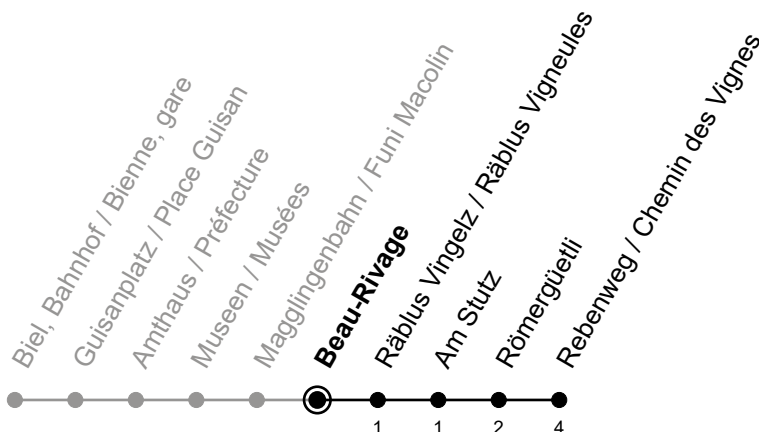 Biel, Bahnhof / Bienne, gare
Guisanplatz / Place Guisan
Amthaus / Préfecture
Museen / Musées
Magglingenbahn / Funi Macolin
Beau-Rivage
Räblus Vingelz / Räblus Vigneules
Am Stutz
Römergüetli
Rebenweg / Chemin des Vignes
1 1 2 4